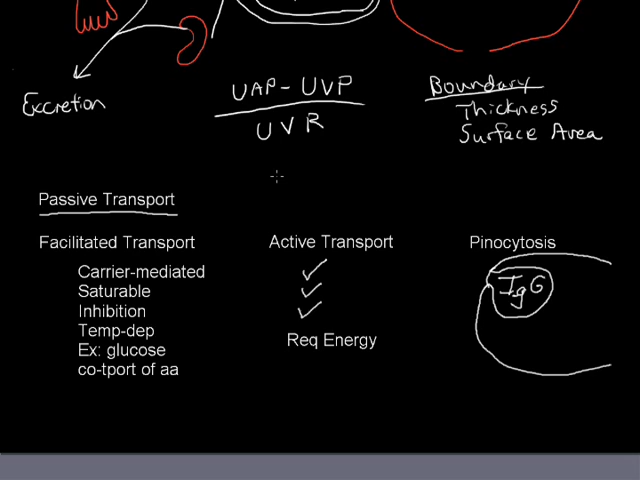 Excretion
UAP - UVP
UVR
Boundary
Thickness
Surface Area
Passive Transport
Facilitated Transport
Carrier-mediated
Saturable
Inhibition
Temp-dep
Ex: glucose
co-tport of aa
Active Transport
Req Energy
Pinocytosis
IgG